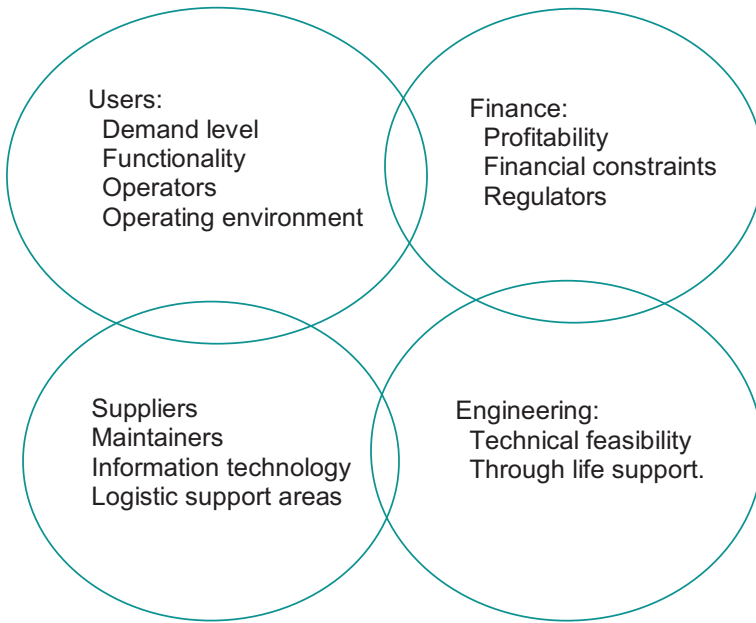 Users:
Demand level
Functionality
Operators
Operating environment
Finance:
Profitability
Financial constraints
Regulators
Suppliers
Maintainers
Information technology
Logistic support areas
Engineering:
Technical feasibility
Through life support.